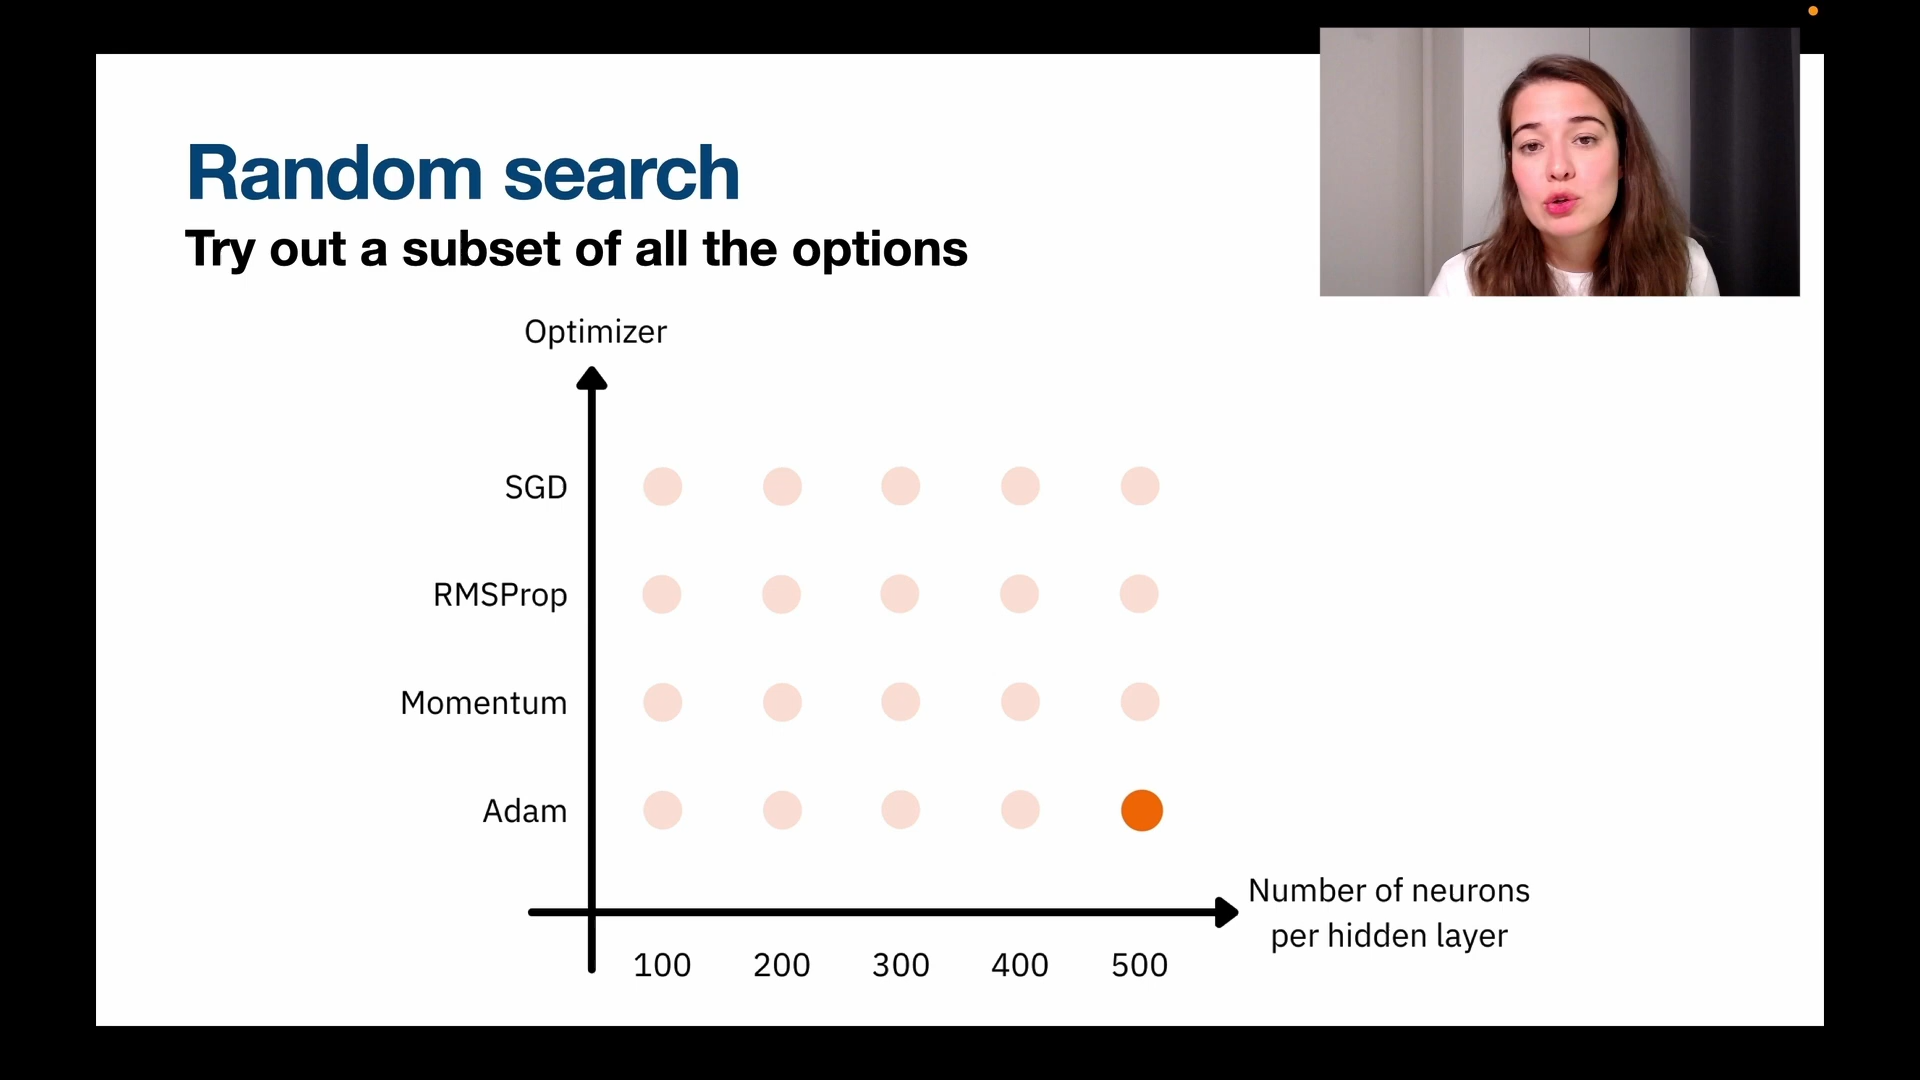 Random search
Try out a subset of all the options
Optimizer
SGD
RMSProp
Momentum
Adam
Number of neurons
per hidden layer
100 200 300 400 500